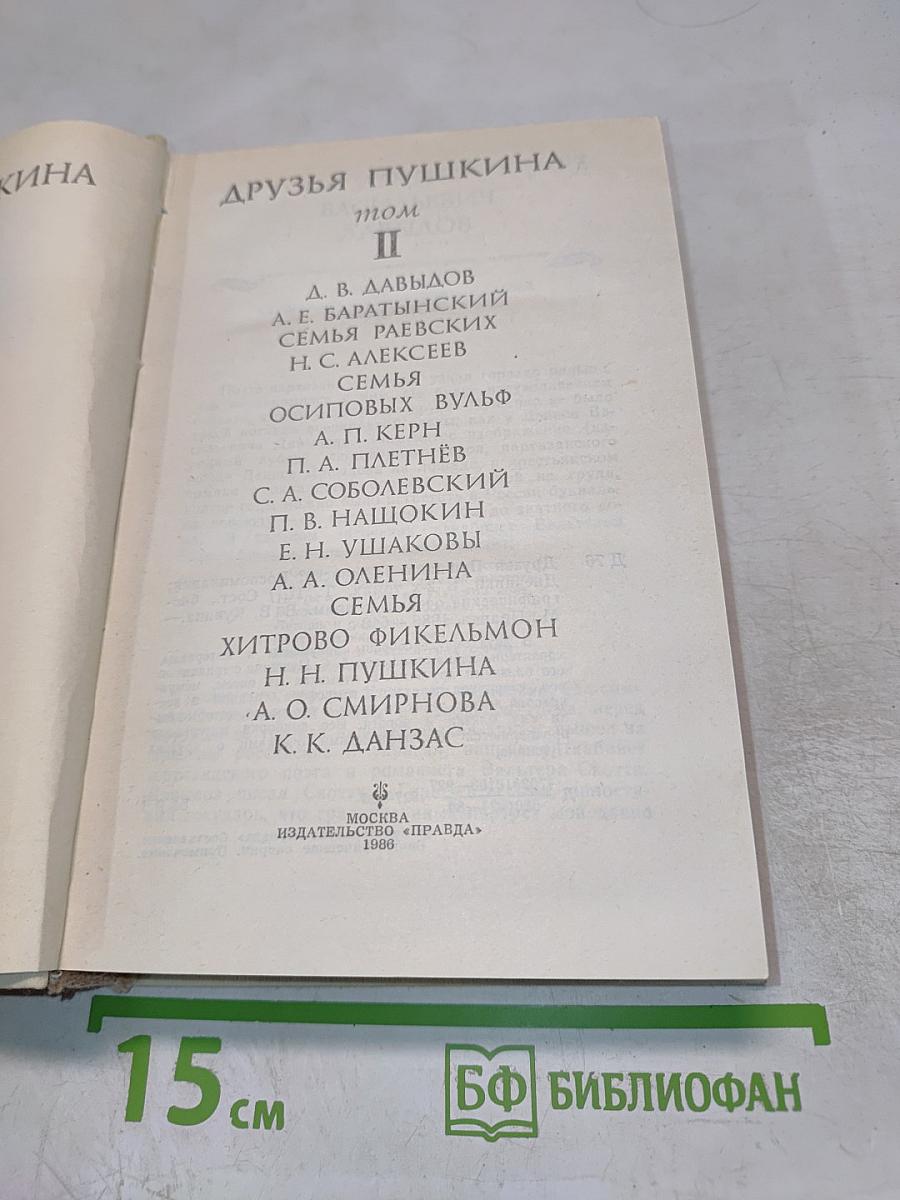 КИНА
ДРУЗЬЯ ПУШКИНА
том
II
Д. В. ДАВЫДОВ
А. Е. БАРАТЫНСКИЙ
СЕМЬЯ РАЕВСКИХ
Н. С. АЛЕКСЕЕВ
СЕМЬЯ
ОСИПОВЫХ ВУЛЬФ
А. П. КЕРН
П. А. ПЛЕТНЁВ
С. А. СОБОЛЕВСКИЙ
П. В. НАЩОКИН
Е. Н. УШАКОВЫ
А. А. ОЛЕНИНА
СЕМЬЯ
ХИТРОВО ФИКЕЛЬМОН
Н. Н. ПУШКИНА
А. О. СМИРНОВА
К. К. ДАНЗАС
МОСКВА
ИЗДАТЕЛЬСТВО «ПРАВДА»
1986
15 см
БФ БИБЛИОФАН